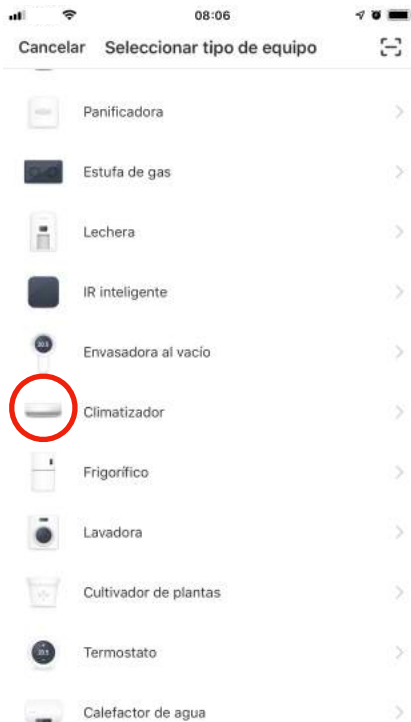 08:06
Cancelar Seleccionar tipo de equipo
Panificadora
Estufa de gas
Lechera
IR inteligente
Envasadora al vacío
Climatizador
Frigorífico
Lavadora
Cultivador de plantas
Termostato
Calefactor de agua